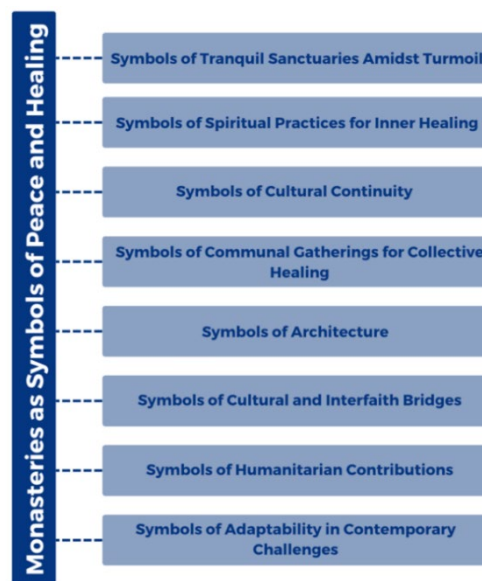 Monasteries as Symbols of Peace and Healing
Symbols of Tranquil Sanctuaries Amidst Turmoil
Symbols of Spiritual Practices for Inner Healing
Symbols of Cultural Continuity
Symbols of Communal Gatherings for Collective
Healing
Symbols of Architecture
Symbols of Cultural and Interfaith Bridges
Symbols of Humanitarian Contributions
Symbols of Adaptability in Contemporary
Challenges